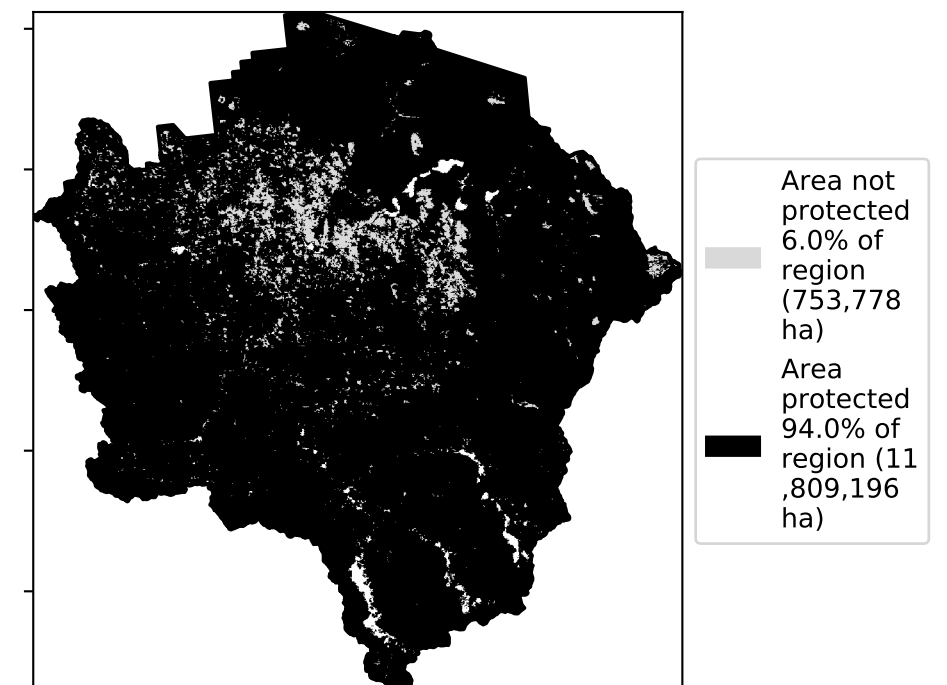 Area not
protected
6.0% of
region
(753,778
ha)
Area
protected
94.0% of
region (11
,809,196
ha)